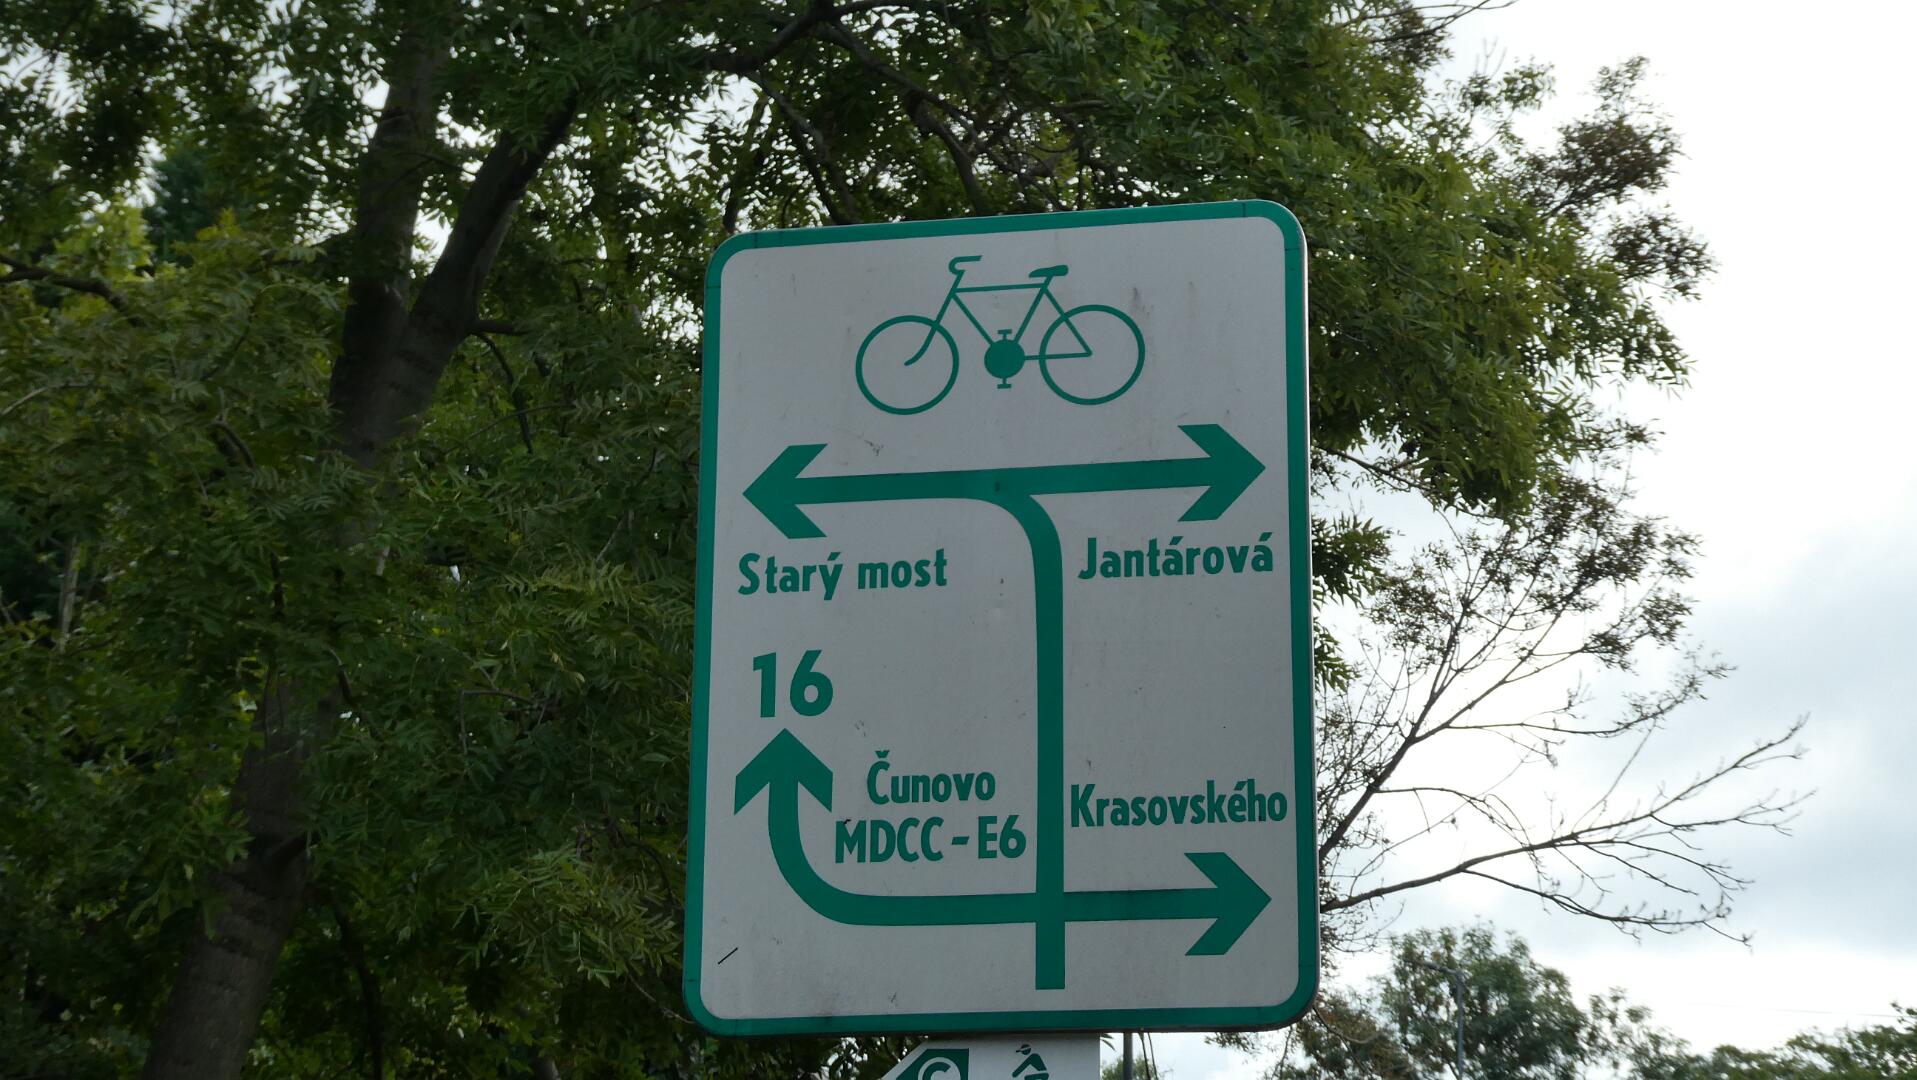 Starý most
Jantárová
16
Čunovo
MDCC - E6
Krasovského
C